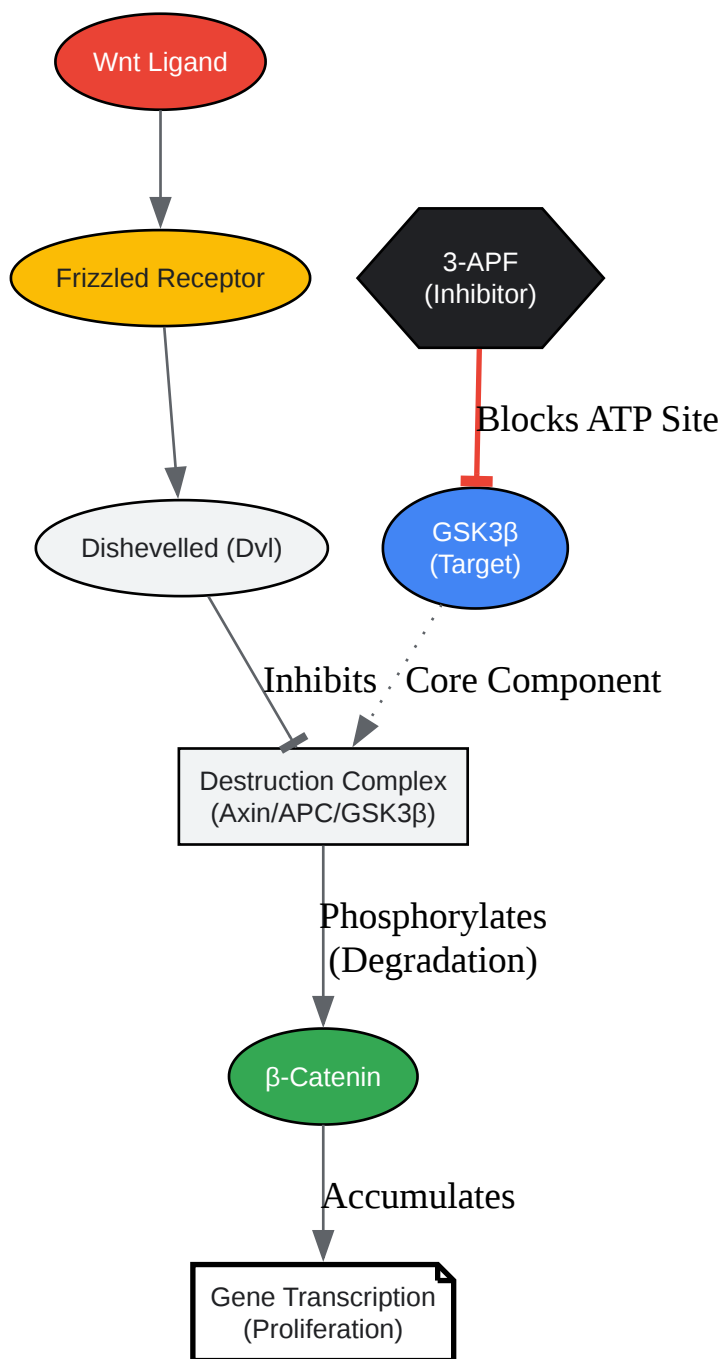 Wnt Ligand
Frizzled Receptor
3-APF
(Inhibitor)
Blocks ATP Site
Dishevelled (Dvl)
GSK3β
(Target)
Inhibits
Core Component
Destruction Complex
(Axin/APC/GSK3β)
Phosphorylates
(Degradation)
β-Catenin
Accumulates
Gene Transcription
(Proliferation)